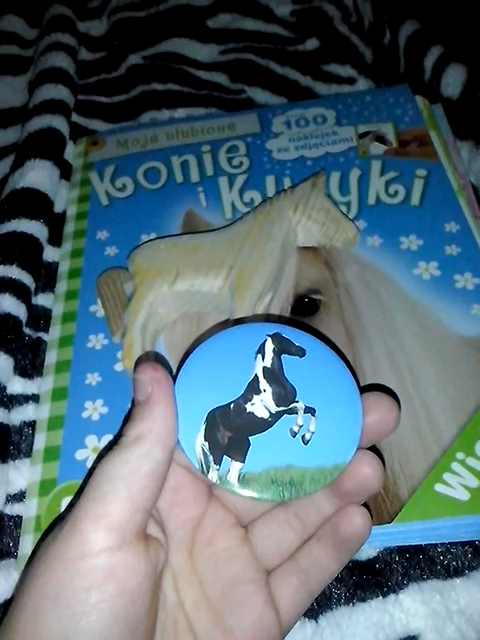 Moje ulubione
Konie
i Kucyki
100
naklejek
ze zdjęciami
Wi